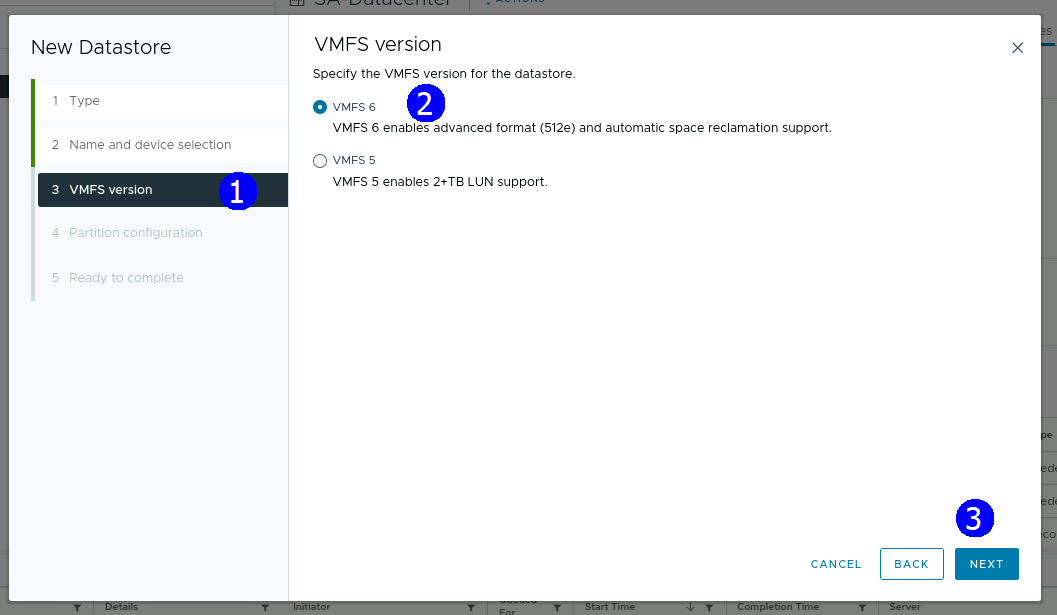 SA-Datacenter
ACTIONS
New Datastore
1 Type
2 Name and device selection
3 VMFS version
1
4 Partition configuration
5 Ready to complete
VMFS version
Specify the VMFS version for the datastore.
VMFS 6
2
VMFS 6 enables advanced format (512e) and automatic space reclamation support.
VMFS 5
VMFS 5 enables 2+TB LUN support.
3
CANCEL BACK NEXT
Details Initiator Queued For Start Time Completion Time Server